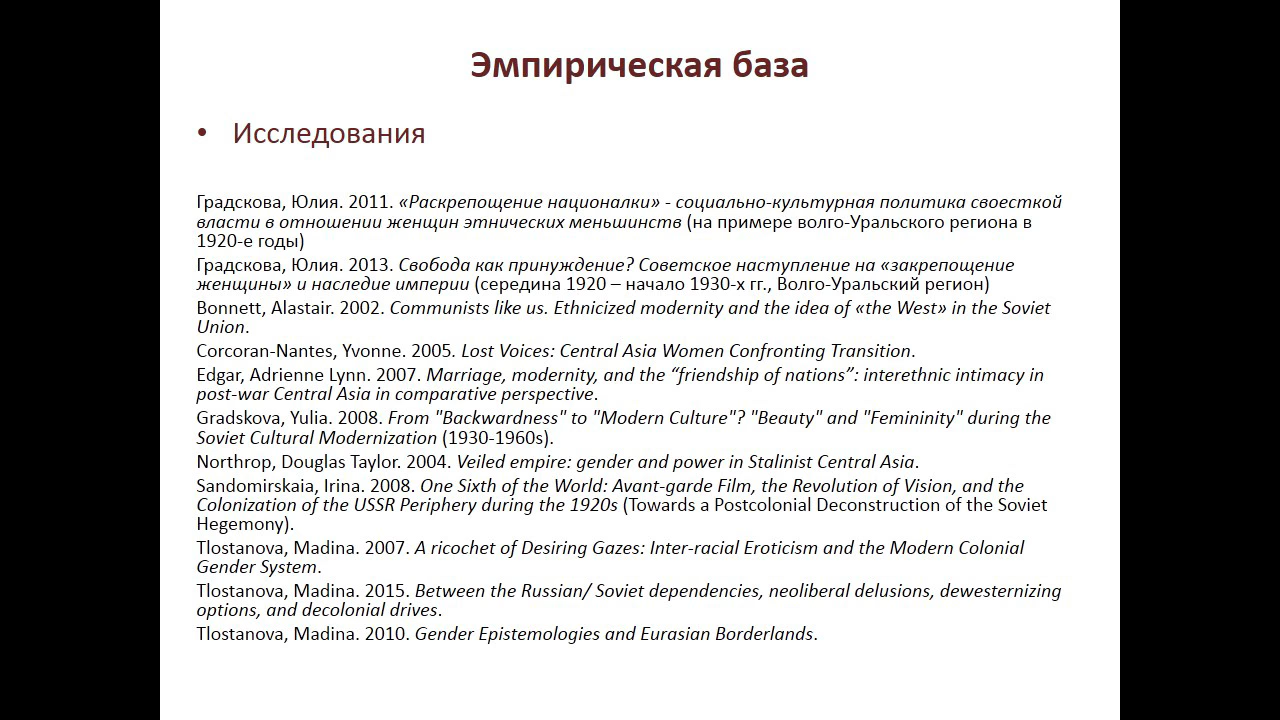 Эмпирическая база
• Исследования
Градскова, Юлия. 2011. «Раскрепощение националки» - социально-культурная политика своесткой
власти в отношении женщин этнических меньшинств (на примере волго-Уральского региона в
1920-е годы)
Градскова, Юлия. 2013. Свобода как принуждение? Советское наступление на «закрепощение
женщины» и наследие империи (середина 1920 – начало 1930-х гг., Волго-Уральский регион)
Bonnett, Alastair. 2002. Communists like us. Ethnicized modernity and the idea of «the West» in the Soviet
Union.
Corcoran-Nantes, Yvonne. 2005. Lost Voices: Central Asia Women Confronting Transition.
Edgar, Adrienne Lynn. 2007. Marriage, modernity, and the “friendship of nations”: interethnic intimacy in
post-war Central Asia in comparative perspective.
Gradskova, Yulia. 2008. From "Backwardness" to "Modern Culture"? "Beauty" and "Femininity" during the
Soviet Cultural Modernization (1930-1960s).
Northrop, Douglas Taylor. 2004. Veiled empire: gender and power in Stalinist Central Asia.
Sandomirskaia, Irina. 2008. One Sixth of the World: Avant-garde Film, the Revolution of Vision, and the
Colonization of the USSR Periphery during the 1920s (Towards a Postcolonial Deconstruction of the Soviet
Hegemony).
Tlostanova, Madina. 2007. A ricochet of Desiring Gazes: Inter-racial Eroticism and the Modern Colonial
Gender System.
Tlostanova, Madina. 2015. Between the Russian/ Soviet dependencies, neoliberal delusions, dewesternizing
options, and decolonial drives.
Tlostanova, Madina. 2010. Gender Epistemologies and Eurasian Borderlands.